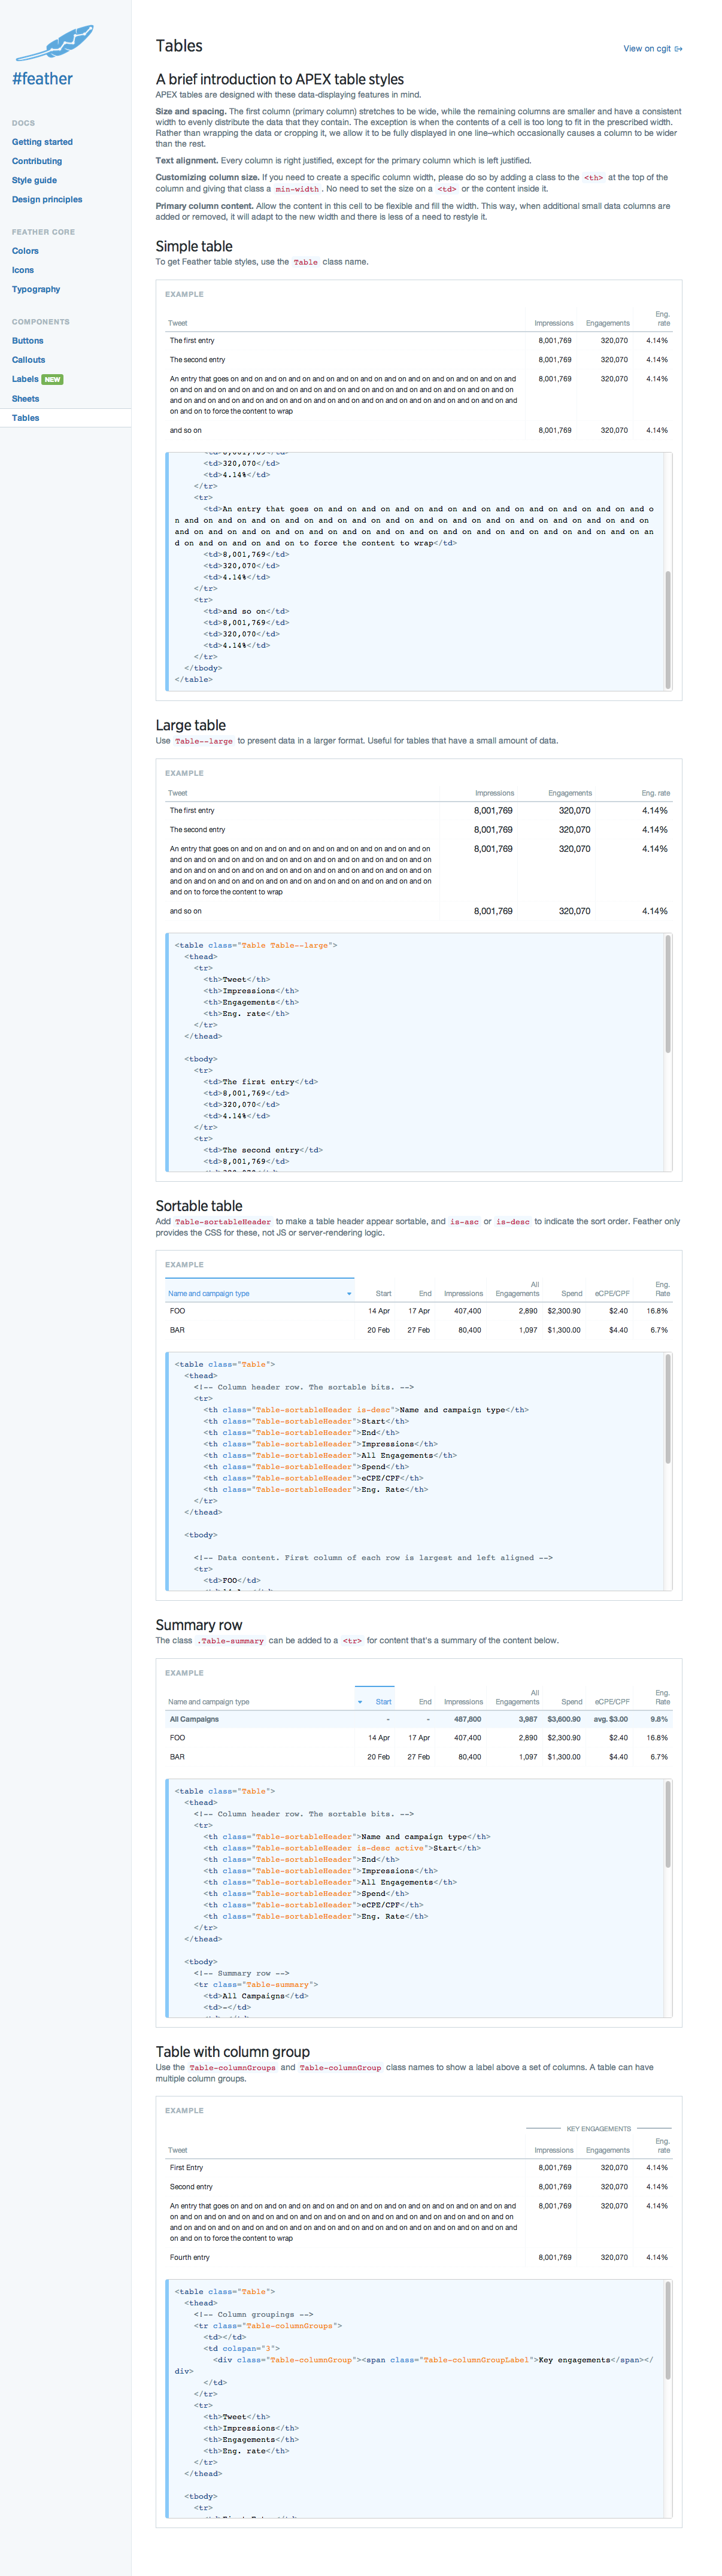 #feather
DOCS
Getting started
Contributing
Style guide
Design principles
FEATHER CORE
Colors
Icons
Typography
COMPONENTS
Buttons
Callouts
Labels NEW
Sheets
Tables
Tables
View on cgit
A brief introduction to APEX table styles
APEX tables are designed with these data-displaying features in mind.
Size and spacing. The first column (primary column) stretches to be wide, while the remaining columns are smaller and have a consistent
width to evenly distribute the data that they contain. The exception is when the contents of a cell is too long to fit in the prescribed width.
Rather than wrapping the data or cropping it, we allow it to be fully displayed in one line–which occasionally causes a column to be wider
than the rest.
Text alignment. Every column is right justified, except for the primary column which is left justified.
Customizing column size. If you need to create a specific column width, please do so by adding a class to the <th> at the top of the
column and giving that class a min-width . No need to set the size on a <td> or the content inside it.
Primary column content. Allow the content in this cell to be flexible and fill the width. This way, when additional small data columns are
added or removed, it will adapt to the new width and there is less of a need to restyle it.
Simple table
To get Feather table styles, use the Table class name.
EXAMPLE
Tweet Impressions Engagements Eng. rate
The first entry 8,001,769 320,070 4.14%
The second entry 8,001,769 320,070 4.14%
An entry that goes on and on and on and on and on and on and on and on and on and on and on and on and 8,001,769 320,070 4.14%
on and on and on and on and on and on and on and on and on and on and on and on and on and on and on
and on and on and on and on and on and on and on and on and on and on and on and on and on and on and
on and on to force the content to wrap
and so on 8,001,769 320,070 4.14%
<td>8,001,769</td>
<td>320,070</td>
<td>4.14%</td>
</tr>
<tr>
<td>An entry that goes on and on and on and on and on and on and on and on and on and on and o
n and on and on and on and on and on and on and on and on and on and on and on and on and on and on
and on and on and on and on and on and on and on and on and on and on and on and on and on and on an
d on and on and on and on to force the content to wrap</td>
<td>8,001,769</td>
<td>320,070</td>
<td>4.14%</td>
</tr>
<tr>
<td>and so on</td>
<td>8,001,769</td>
<td>320,070</td>
<td>4.14%</td>
</tr>
</tbody>
</table>
Large table
Use Table--large to present data in a larger format. Useful for tables that have a small amount of data.
EXAMPLE
Tweet Impressions Engagements Eng. rate
The first entry 8,001,769 320,070 4.14%
The second entry 8,001,769 320,070 4.14%
An entry that goes on and on and on and on and on and on and on and on and on 8,001,769 320,070 4.14%
and on and on and on and on and on and on and on and on and on and on and on
and on and on and on and on and on and on and on and on and on and on and on
and on and on and on and on and on and on and on and on and on and on and on
and on to force the content to wrap
and so on 8,001,769 320,070 4.14%
<table class="Table Table--large">
<thead>
<tr>
<th>Tweet</th>
<th>Impressions</th>
<th>Engagements</th>
<th>Eng. rate</th>
</tr>
</thead>
<tbody>
<tr>
<td>The first entry</td>
<td>8,001,769</td>
<td>320,070</td>
<td>4.14%</td>
</tr>
<tr>
<td>The second entry</td>
<td>8,001,769</td>
Sortable table
Add Table-sortableHeader to make a table header appear sortable, and is-asc or is-desc to indicate the sort order. Feather only
provides the CSS for these, not JS or server-rendering logic.
EXAMPLE
Name and campaign type Start End Impressions All Engagements Spend eCPE/CPF Eng. Rate
FOO 14 Apr 17 Apr 407,400 2,890 $2,300.90 $2.40 16.8%
BAR 20 Feb 27 Feb 80,400 1,097 $1,300.00 $4.40 6.7%
<table class="Table">
<thead>
<!-- Column header row. The sortable bits. -->
<tr>
<th class="Table-sortableHeader is-desc">Name and campaign type</th>
<th class="Table-sortableHeader">Start</th>
<th class="Table-sortableHeader">End</th>
<th class="Table-sortableHeader">Impressions</th>
<th class="Table-sortableHeader">All Engagements</th>
<th class="Table-sortableHeader">Spend</th>
<th class="Table-sortableHeader">eCPE/CPF</th>
<th class="Table-sortableHeader">Eng. Rate</th>
</tr>
</thead>
<tbody>
<!-- Data content. First column of each row is largest and left aligned -->
<tr>
<td>FOO</td>
Summary row
The class .Table-summary can be added to a <tr> for content that's a summary of the content below.
EXAMPLE
Name and campaign type Start End Impressions All Engagements Spend eCPE/CPF Eng. Rate
All Campaigns - - 487,800 3,987 $3,600.90 avg. $3.00 9.8%
FOO 14 Apr 17 Apr 407,400 2,890 $2,300.90 $2.40 16.8%
BAR 20 Feb 27 Feb 80,400 1,097 $1,300.00 $4.40 6.7%
<table class="Table">
<thead>
<!-- Column header row. The sortable bits. -->
<tr>
<th class="Table-sortableHeader">Name and campaign type</th>
<th class="Table-sortableHeader is-desc active">Start</th>
<th class="Table-sortableHeader">End</th>
<th class="Table-sortableHeader">Impressions</th>
<th class="Table-sortableHeader">All Engagements</th>
<th class="Table-sortableHeader">Spend</th>
<th class="Table-sortableHeader">eCPE/CPF</th>
<th class="Table-sortableHeader">Eng. Rate</th>
</tr>
</thead>
<tbody>
<!-- Summary row -->
<tr class="Table-summary">
<td>All Campaigns</td>
<td>-</td>
Table with column group
Use the Table-columnGroups and Table-columnGroup class names to show a label above a set of columns. A table can have
multiple column groups.
EXAMPLE
KEY ENGAGEMENTS
Tweet Impressions Engagements Eng. rate
First Entry 8,001,769 320,070 4.14%
Second entry 8,001,769 320,070 4.14%
An entry that goes on and on and on and on and on and on and on and on and on and on and on and on and 8,001,769 320,070 4.14%
on and on and on and on and on and on and on and on and on and on and on and on and on and on and on
and on and on and on and on and on and on and on and on and on and on and on and on and on and on and
on and on to force the content to wrap
Fourth entry 8,001,769 320,070 4.14%
<table class="Table">
<thead>
<!-- Column groupings -->
<tr class="Table-columnGroups">
<td></td>
<td colspan="3">
<div class="Table-columnGroup"><span class="Table-columnGroupLabel">Key engagements</span></
div>
</td>
</tr>
<tr>
<th>Tweet</th>
<th>Impressions</th>
<th>Engagements</th>
<th>Eng. rate</th>
</tr>
</thead>
<tbody>
<tr>